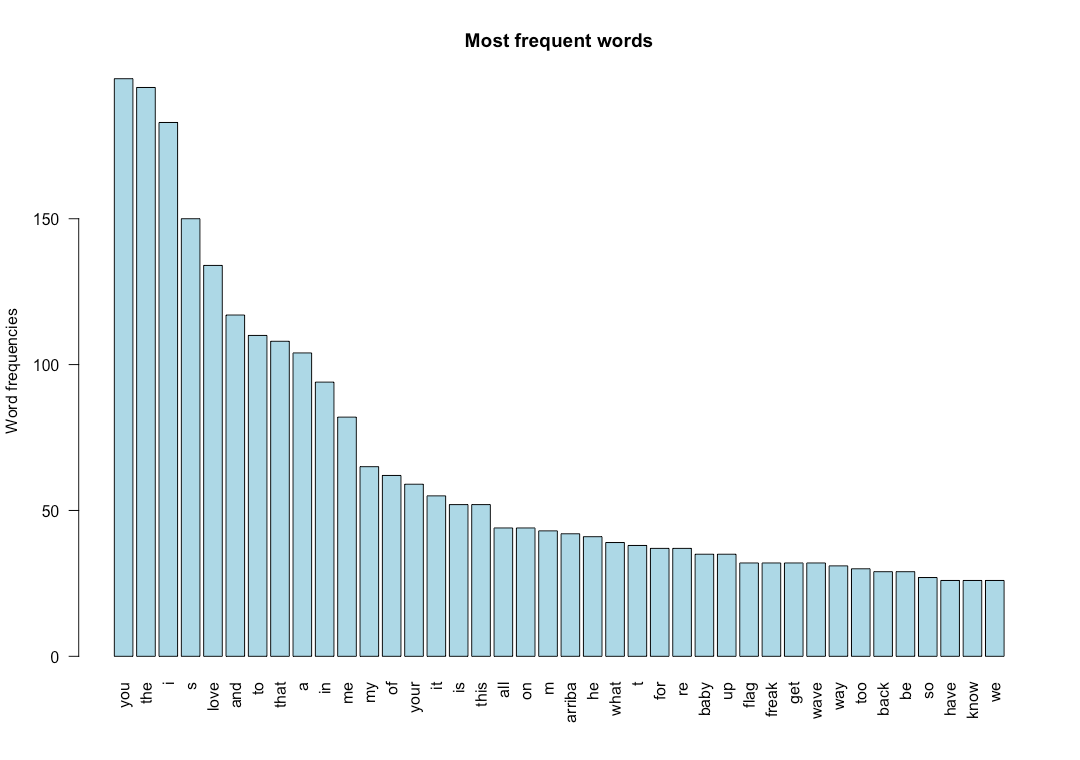 Most frequent words
Word frequencies
150
100
50
0
you the i s love and to that a in me my of your it is this all on m arriba he what t for re baby up flag freak get wave way too back be so have know we